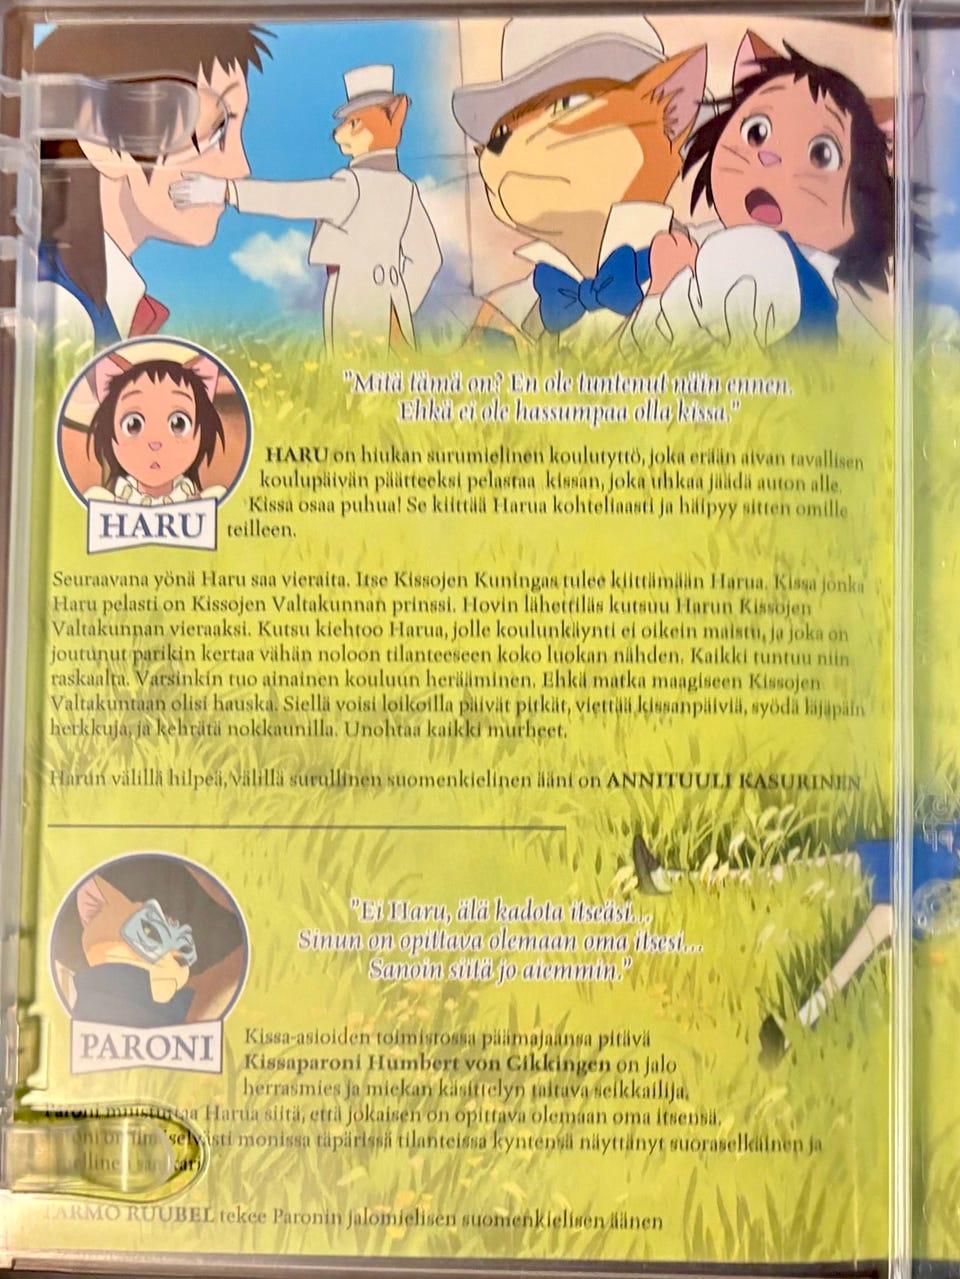 "Mitä tämä on? En ole tuntenut näin ennen.
Ehkä ei ole hassumpaa olla kissa."
HARU on hiukan surumielinen koulutyttö, joka erään aivan tavallisen
koulupäivän päätteeksi pelastaa kissan, joka uhkaa jäädä auton alle.
Kissa osaa puhua! Se kiittää Harua kohteliaasti ja häipyy sitten omille
teilleen.
HARU
Seuraavana yönä Haru saa vieraita. Itse Kissojen Kuningas tulee kiittämään Harua. Kissa jonka
Haru pelasti on Kissojen Valtakunnan prinssi. Hovin lähettiläs kutsuu Harun Kissojen
Valtakunnan vieraaksi. Kutsu kiehtoo Harua, jolle koulunkäynti ei oikein maistu, ja joka on
joutunut parikin kertaa vähän noloon tilanteeseen koko luokan nähden. Kaikki tuntuu niin
raskaalta. Varsinkin tuo ainainen kouluun herääminen. Ehkä matka maagiseen Kissojen
Valtakuntaan olisi hauska. Siellä voisi loikoilla päivät pitkät, viettää kissanpäiviä, syödä läjäpäin
herkkuja, ja kehrätä nokkaunilla. Unohtaa kaikki murheet.
Harun välillä hilpeä, välillä surullinen suomenkielinen ääni on ANNITUULI KASURINEN
"Ei Haru, älä kadota itseäsi...
Sinun on opittava olemaan oma itsesi...
Sanoin siitä jo aiemmin."
PARONI
Kissa-asioiden toimistossa päämajaansa pitävä
Kissaparoni Humbert von Gikkingen on jalo
herrasmies ja miekan käsittelyn taitava seikkailija.
Paroni muistuttaa Harua siitä, että jokaisen on opittava olemaan oma itsensä.
monissa täpärissä tilanteissa kyntensä näyttänyt suoraselkäinen ja
TARMO RUUBEL tekee Paronin jalomielisen suomenkielisen äänen